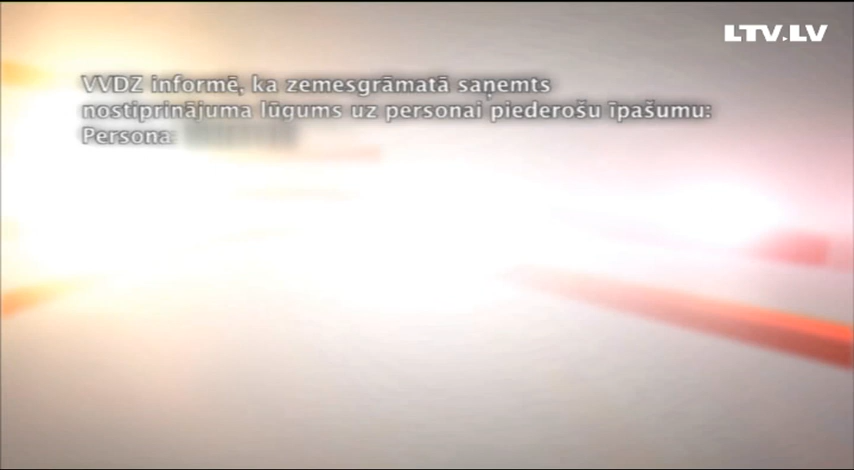 LTV.LV
VVDZ informē, ka zemesgrāmatā saņemts
nostiprinājuma lūgums uz personai piederošu īpašumu:
Persona: